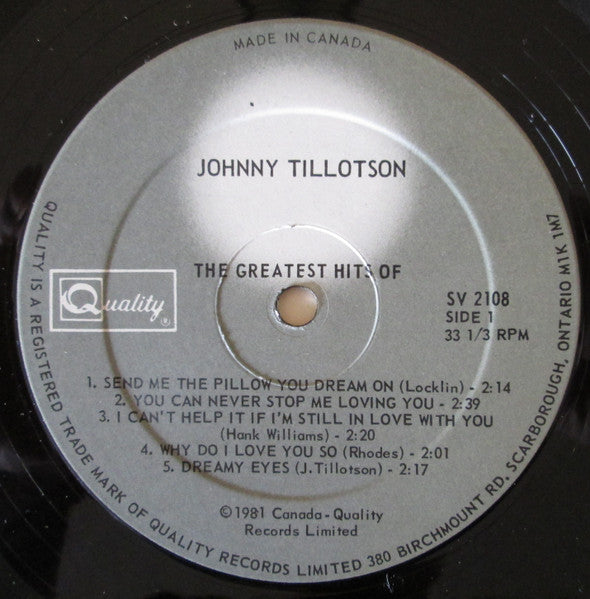 MADE IN CANADA
JOHNNY TILLOTSON
THE GREATEST HITS OF
Quality®
SV 2108
SIDE 1
33 1/3 RPM
1. SEND ME THE PILLOW YOU DREAM ON (Locklin) - 2:14
2. YOU CAN NEVER STOP ME LOVING YOU - 2:39
3. I CAN'T HELP IT IF I'M STILL IN LOVE WITH YOU
(Hank Williams) - 2:20
4. WHY DO I LOVE YOU SO (Rhodes) - 2:01
5. DREAMY EYES (J.Tillotson) - 2:17
©1981 Canada-Quality
Records Limited
QUALITY IS A REGISTERED TRADE MARK OF QUALITY RECORDS LIMITED 380 BIRCHMOUNT RD. SCARBOROUGH, ONTARIO M1K 1M7